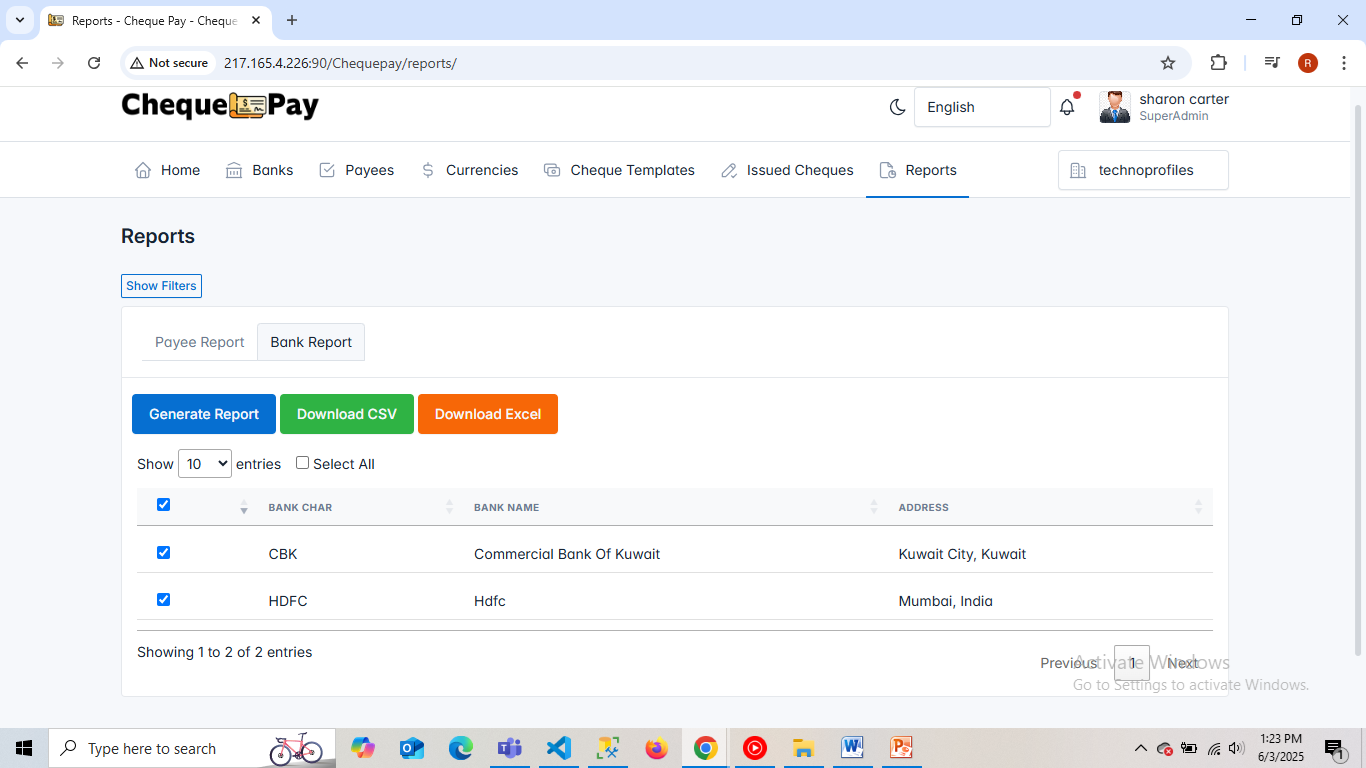 Reports - Cheque Pay - Cheque
Not secure 217.165.4.226:90/Chequepay/reports/ R
Cheque Pay English sharon carter
SuperAdmin
Home Banks Payees Currencies Cheque Templates Issued Cheques Reports technoprofiles
Reports
Show Filters
Payee Report Bank Report
Generate Report Download CSV Download Excel
Show 10 entries Select All
BANK CHAR BANK NAME ADDRESS
CBK Commercial Bank Of Kuwait Kuwait City, Kuwait
HDFC Hdfc Mumbai, India
Showing 1 to 2 of 2 entries
Previous 1 Next
Activate Windows
Go to Settings to activate Windows.
Type here to search
1:23 PM
6/3/2025
1